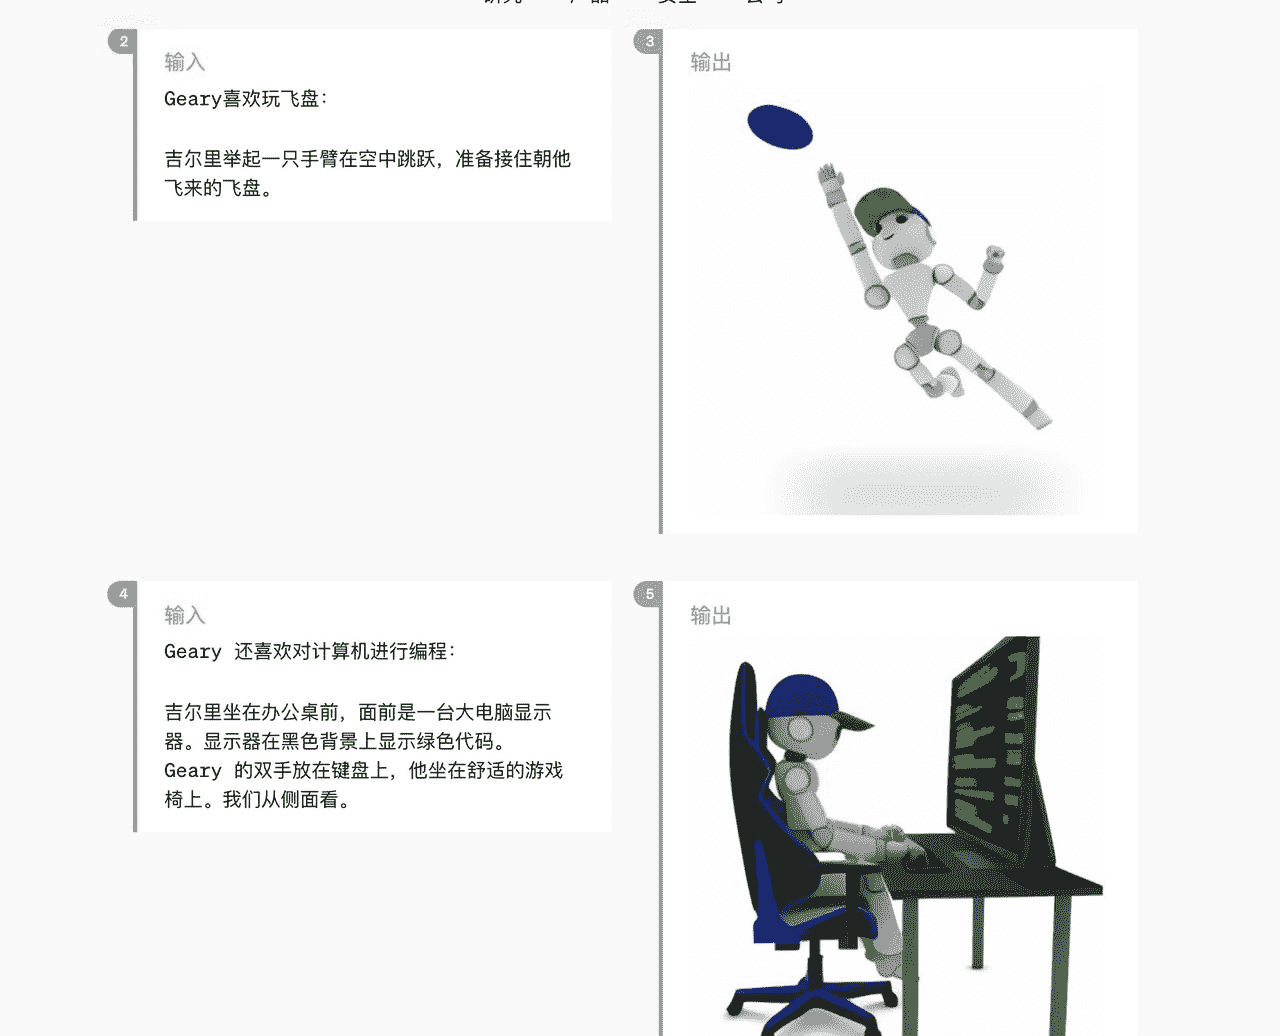 2
输入
Geary喜欢玩飞盘：
吉尔里举起一只手臂在空中跳跃，准备接住朝他
飞来的飞盘。
3
输出
4
输入
Geary 还喜欢对计算机进行编程：
吉尔里坐在办公桌前，面前是一台大电脑显示
器。显示器在黑色背景上显示绿色代码。
Geary 的双手放在键盘上，他坐在舒适的游戏
椅上。我们从侧面看。
5
输出